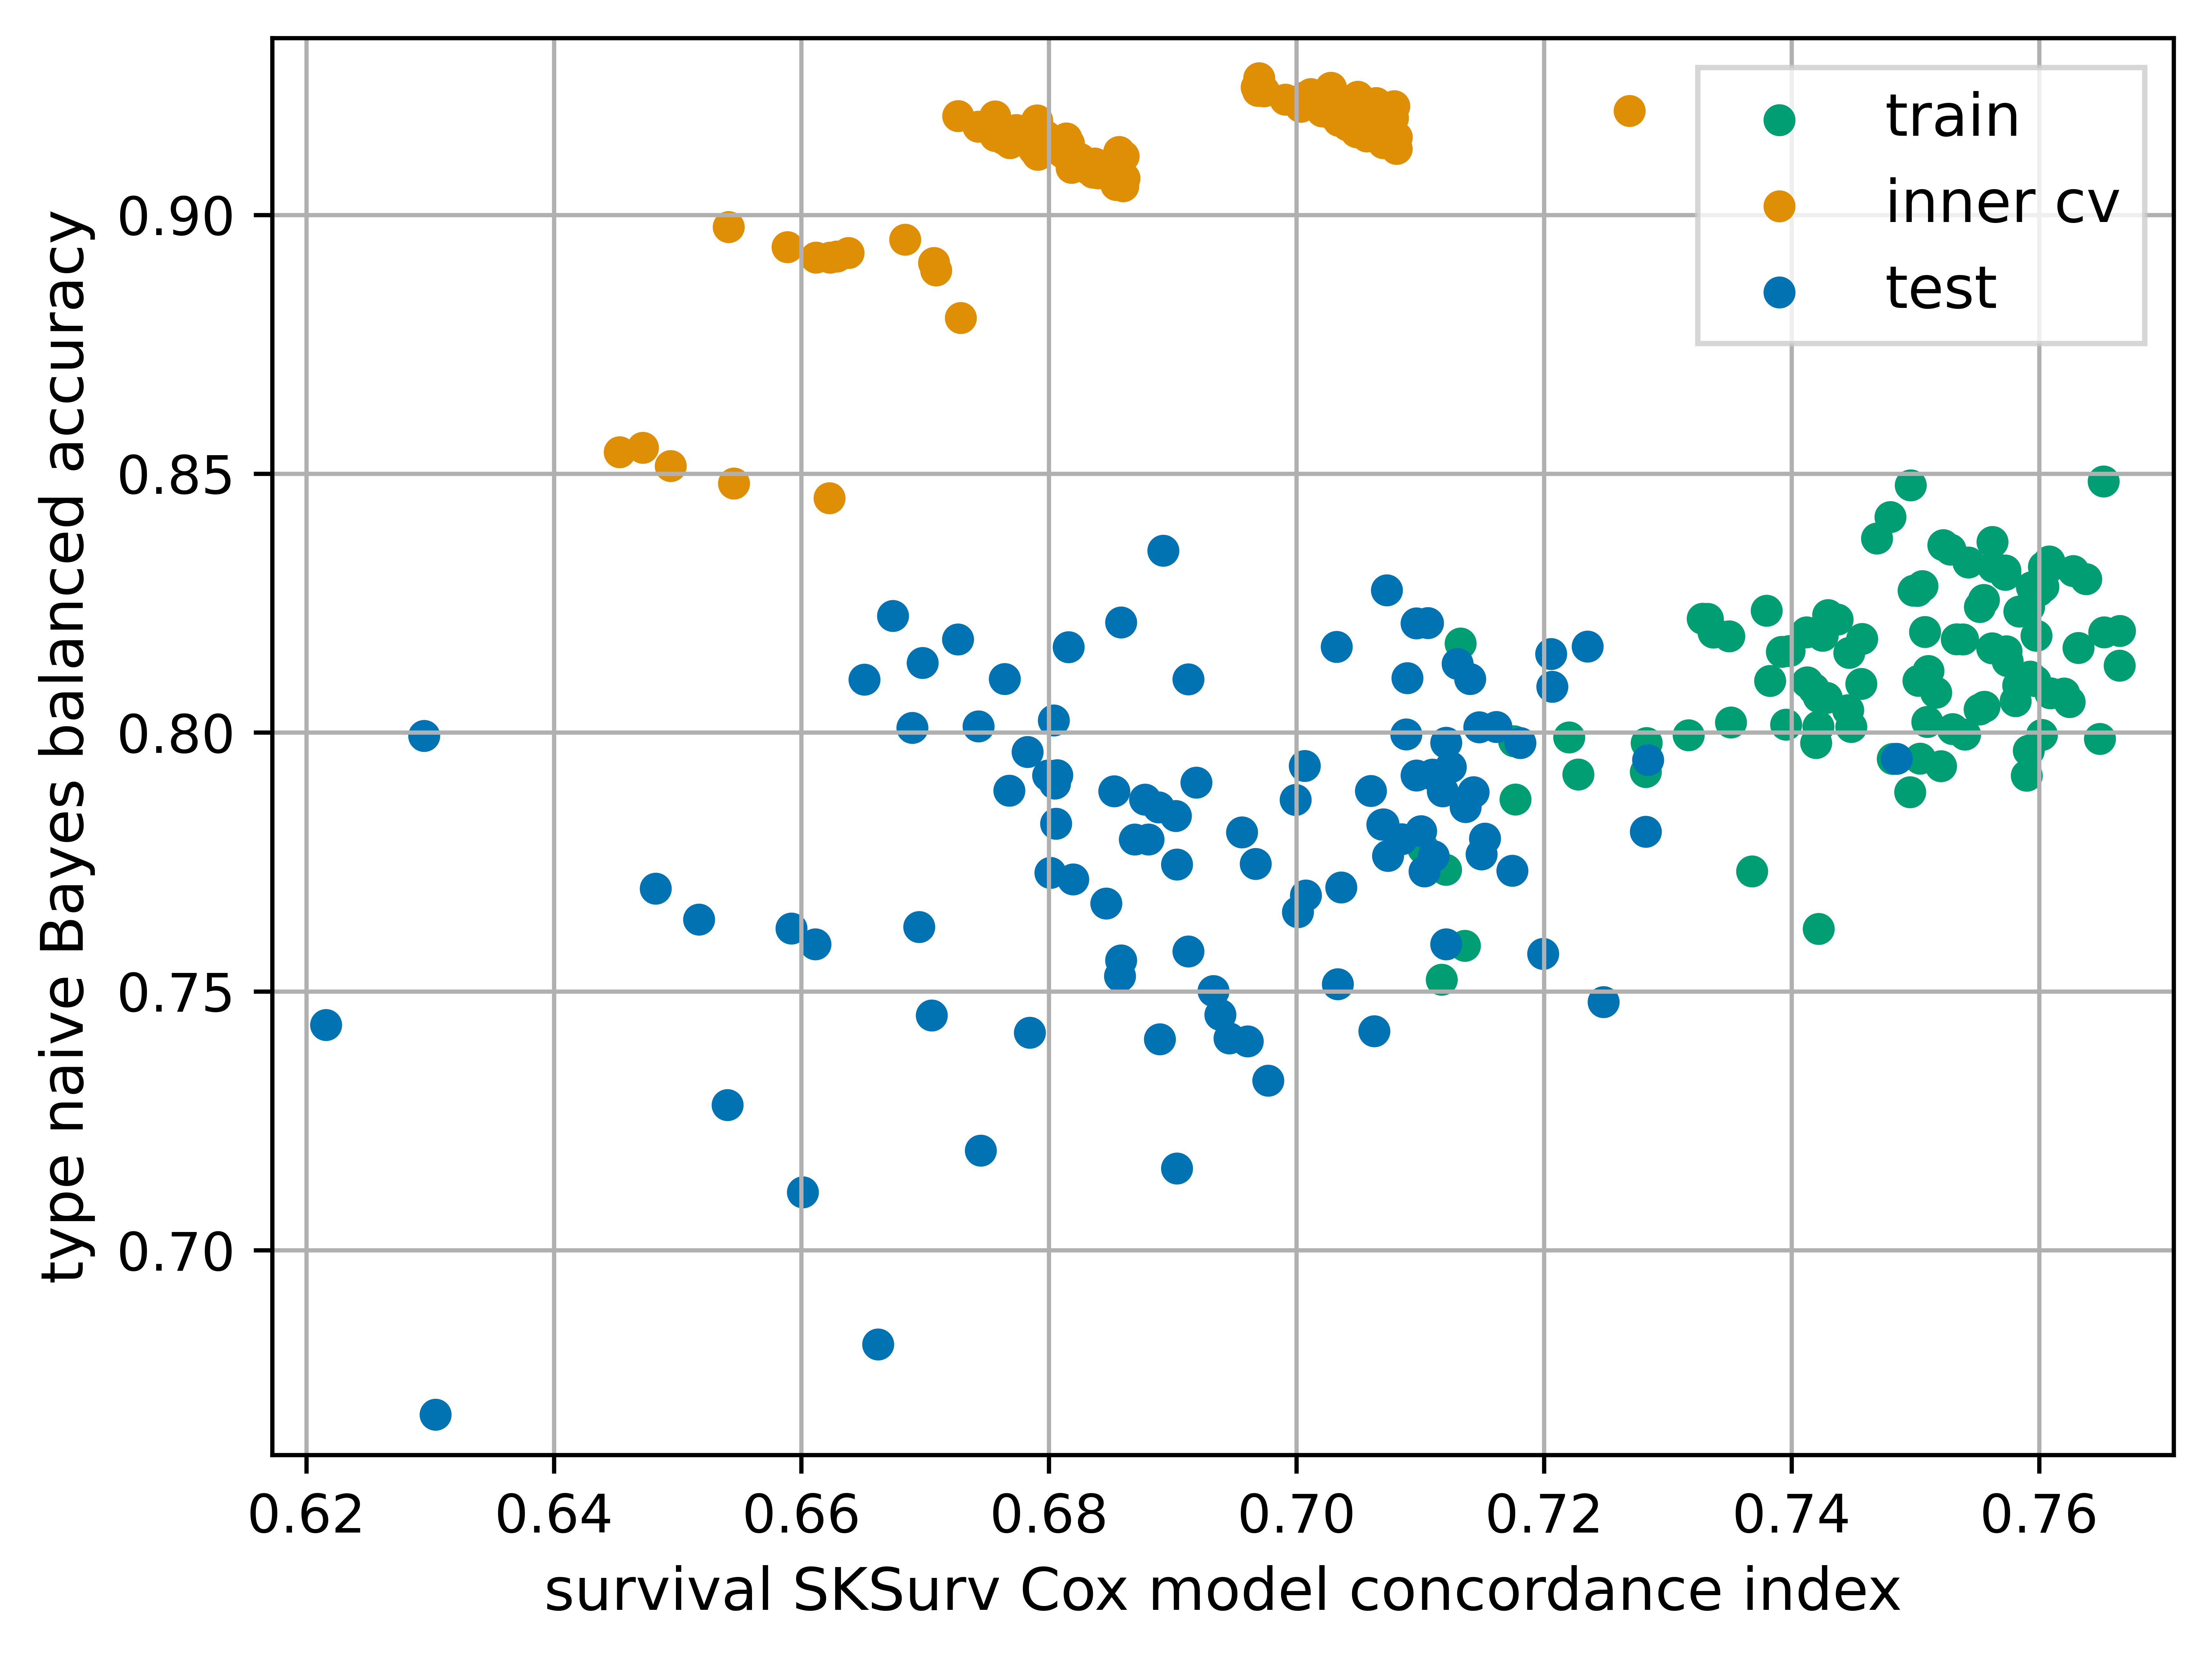 train
inner cv
test
0.90
0.85
0.80
0.75
0.70
type naive Bayes balanced accuracy
0.62 0.64 0.66 0.68 0.70 0.72 0.74 0.76
survival SKSurv Cox model concordance index